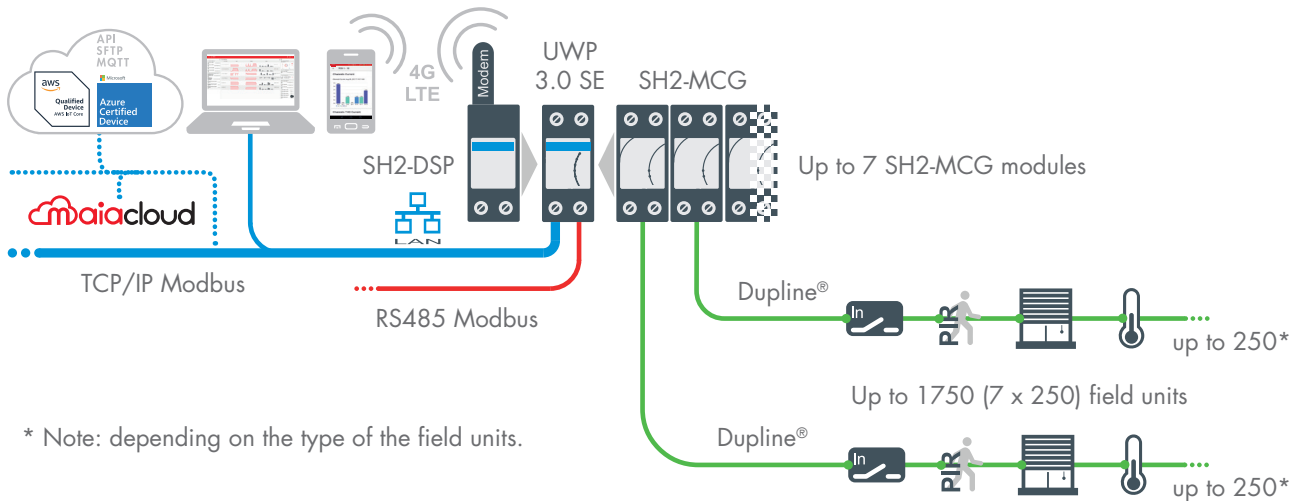 API
SFTP
MQTT
aws
Qualified
Device
AWS IoT Core
Microsoft
Azure
Certified
Device
4G
LTE
Modem
UWP
3.0 SE
SH2-MCG
SH2-DSP
Up to 7 SH2-MCG modules
maiacloud
LAN
TCP/IP Modbus
RS485 Modbus
Dupline®
In
PIR
up to 250*
Up to 1750 (7 x 250) field units
* Note: depending on the type of the field units.
Dupline®
In
PIR
up to 250*